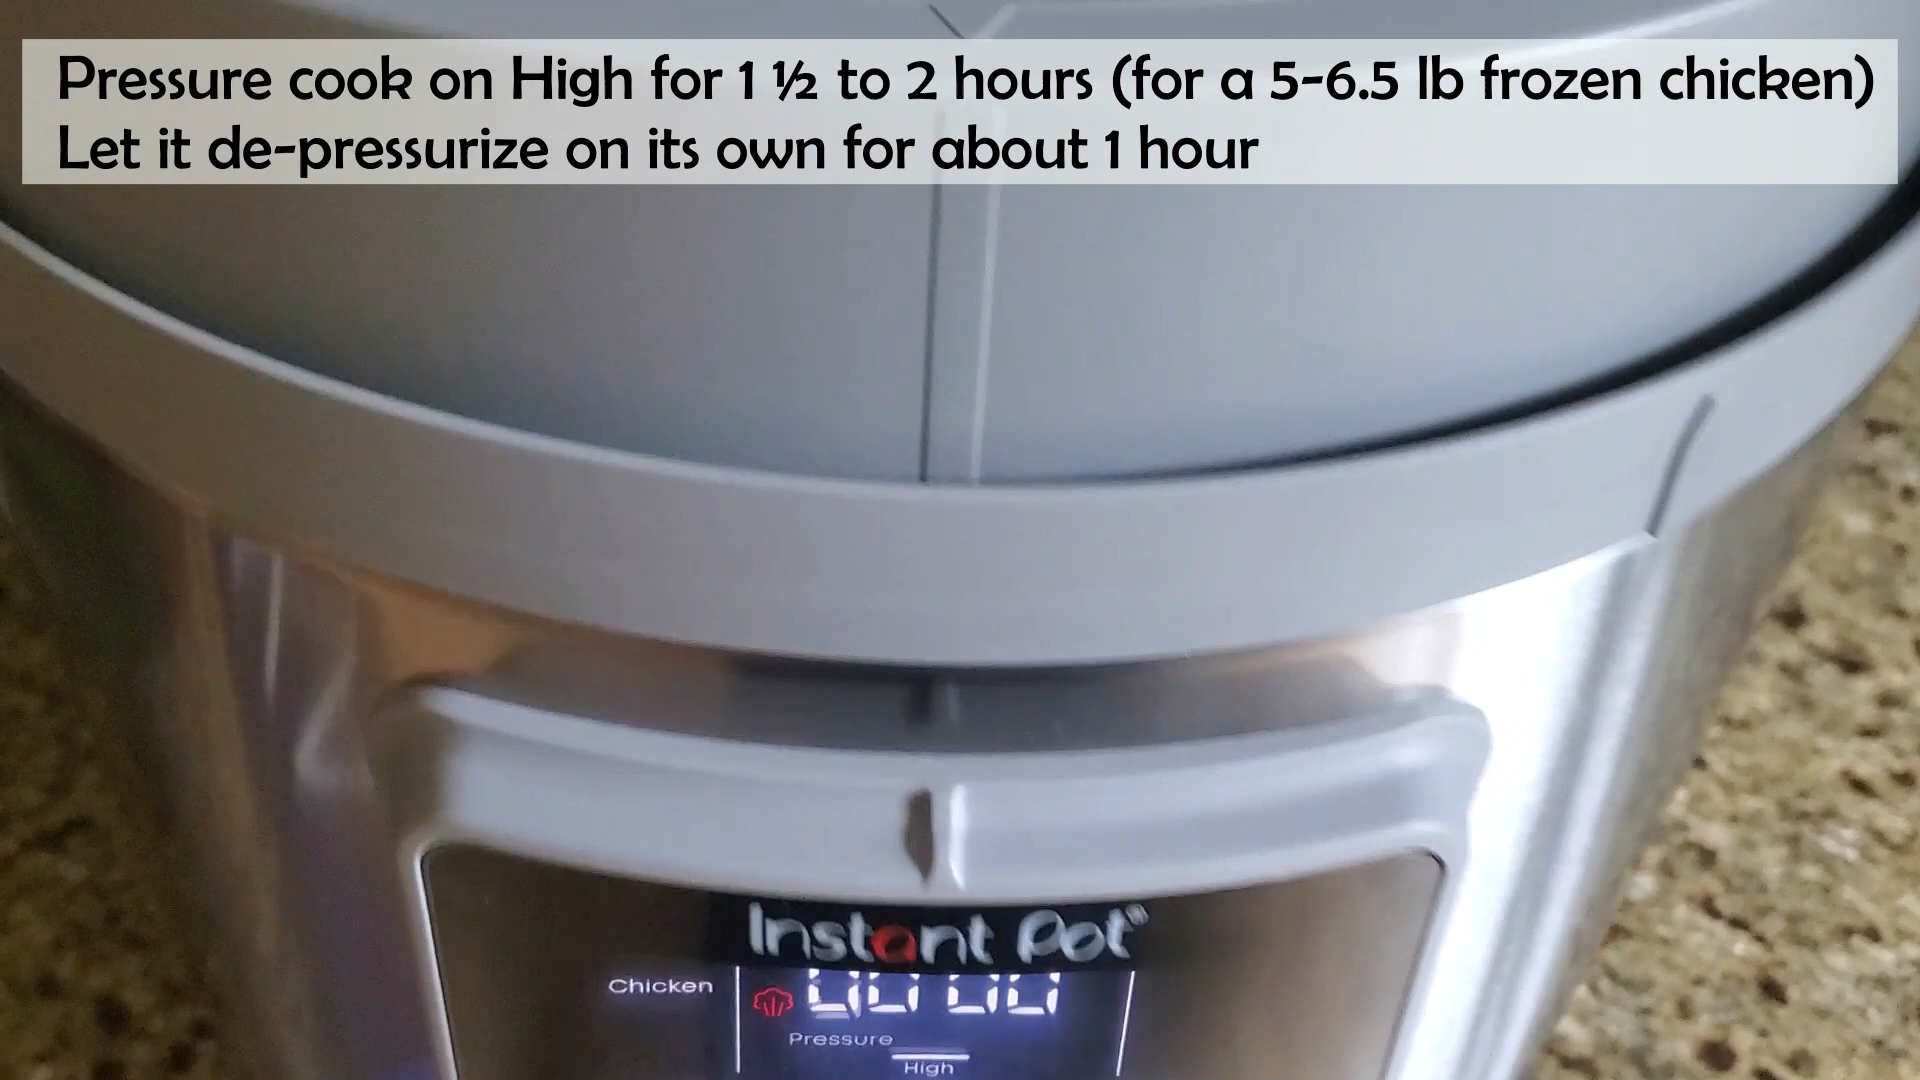 Pressure cook on High for 1 ½ to 2 hours (for a 5-6.5 lb frozen chicken)
Let it de-pressurize on its own for about 1 hour
Instant Pot®
Chicken
Pressure
High